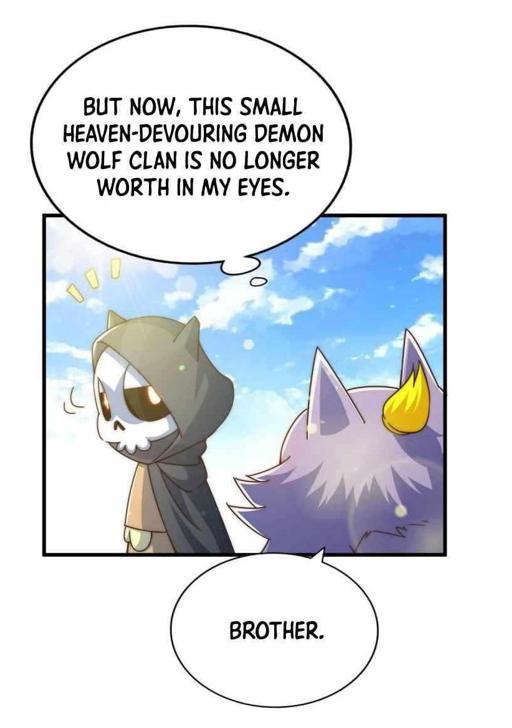 BUT NOW, THIS SMALL
HEAVEN-DEVOURING DEMON
WOLF CLAN IS NO LONGER
WORTH IN MY EYES.
BROTHER.